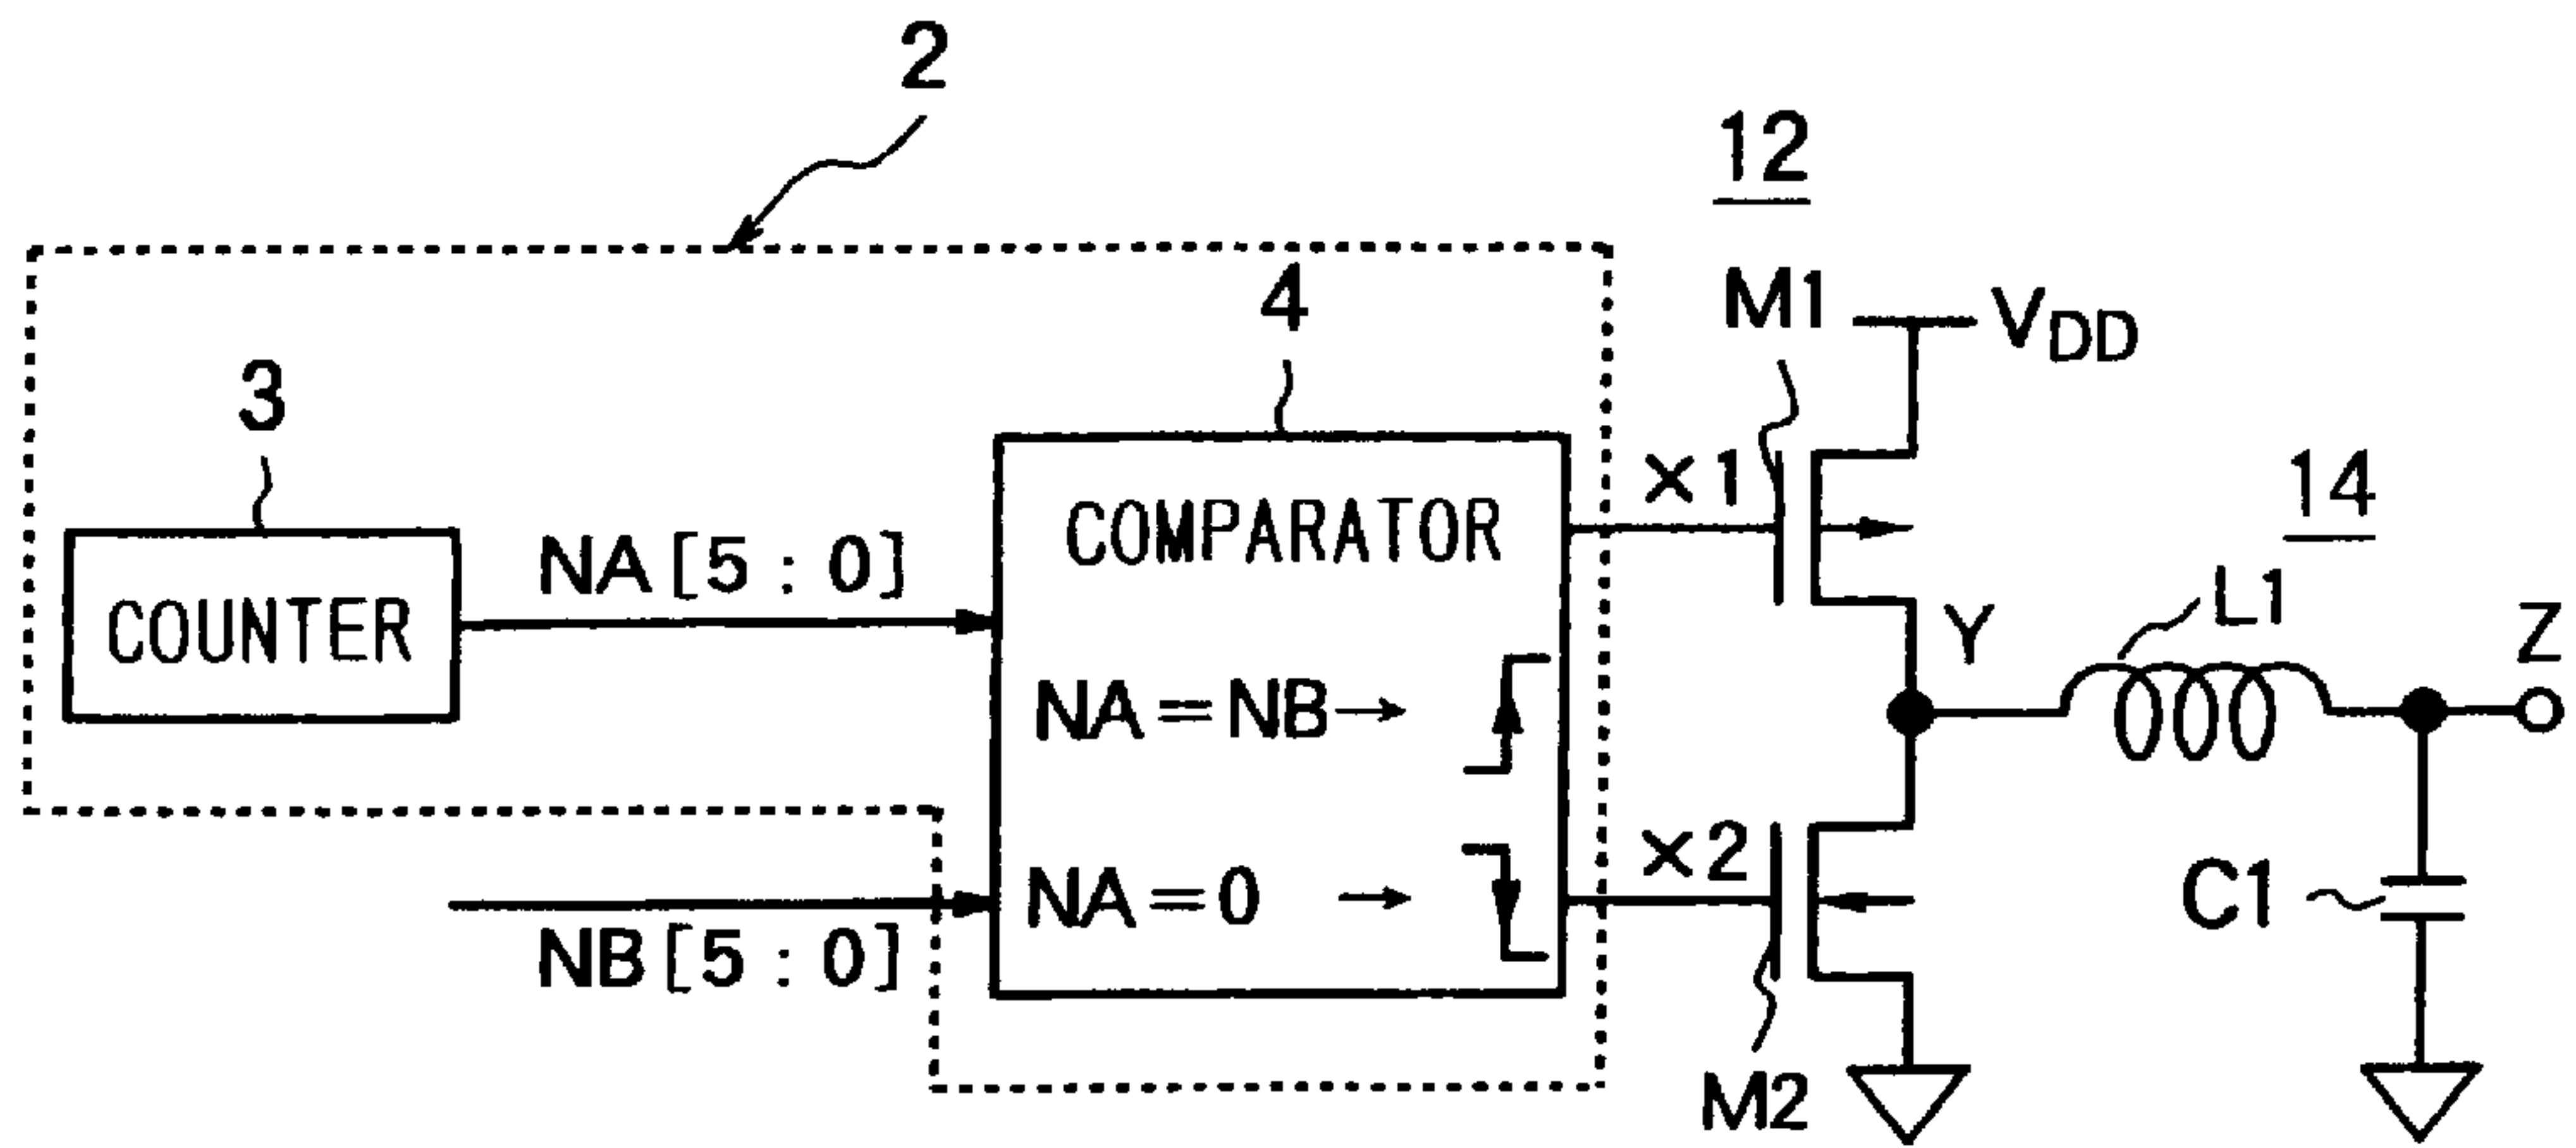 2
12
M1
VDD
4
3
×1
14
COMPARATOR
NA[5:0]
COUNTER
L1
Y
Z
NA=NB→
×2
NA=0 →
C1
NB[5:0]
M2